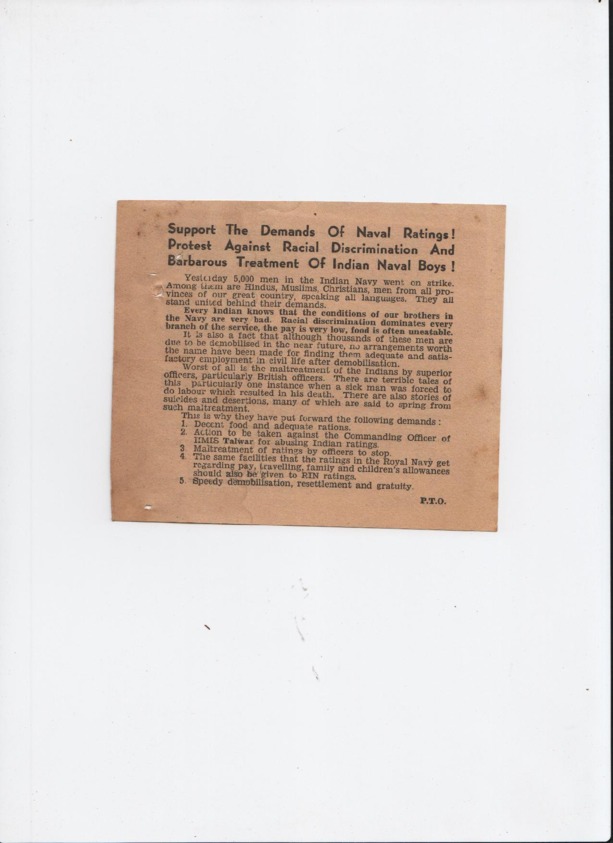 Support The Demands Of Naval Ratings!
Protest Against Racial Discrimination And
Barbarous Treatment Of Indian Naval Boys !
Yesterday 5,000 men in the Indian Navy went on strike.
Among them are Hindus, Muslims, Christians, men from all pro-
vinces of our great country, speaking all languages. They all
stand united behind their demands.
Every Indian knows that the conditions of our brothers in
the Navy are very bad. Racial discrimination dominates every
branch of the service, the pay is very low, food is often uneatable.
It is also a fact that although thousands of these men are
due to be demobilised in the near future, no arrangements worth
the name have been made for finding them adequate and satis-
factory employment in civil life after demobilisation.
Worst of all is the maltreatment of the Indians by superior
officers, particularly British officers. There are terrible tales of
this particularly one instance when a sick man was forced to
do labour which resulted in his death. There are also stories of
suicides and desertions, many of which are said to spring from
such maltreatment.
This is why they have put forward the following demands :
1. Decent food and adequate rations.
2. Action to be taken against the Commanding Officer of
HMIS Talwar for abusing Indian ratings.
3. Maltreatment of ratings by officers to stop.
4. The same facilities that the ratings in the Royal Navy get
regarding pay, travelling, family and children's allowances
should also be given to RIN ratings.
5. Speedy demobilisation, resettlement and gratuity.
P.T.O.